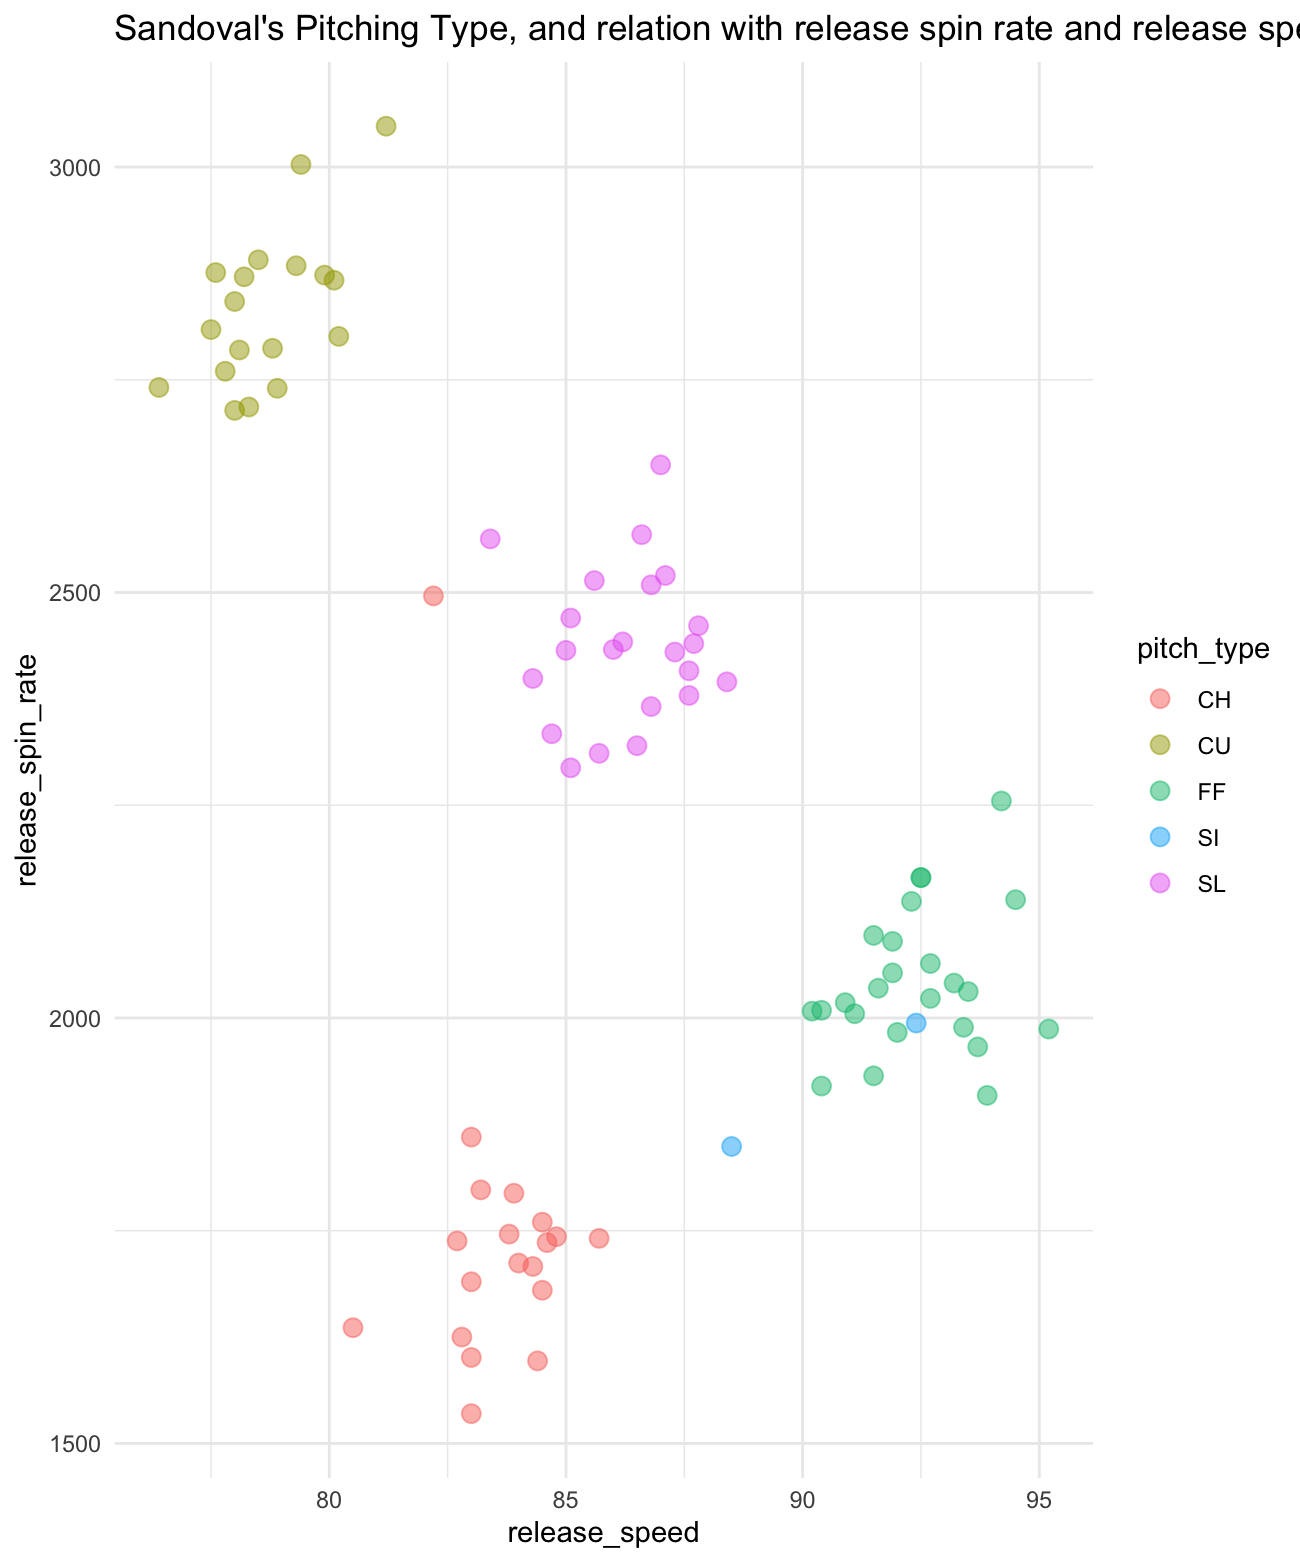 Sandoval's Pitching Type, and relation with release spin rate and release spe
3000
2500
2000
1500
release_spin_rate
80 85 90 95
release_speed
pitch_type
CH
CU
FF
SI
SL